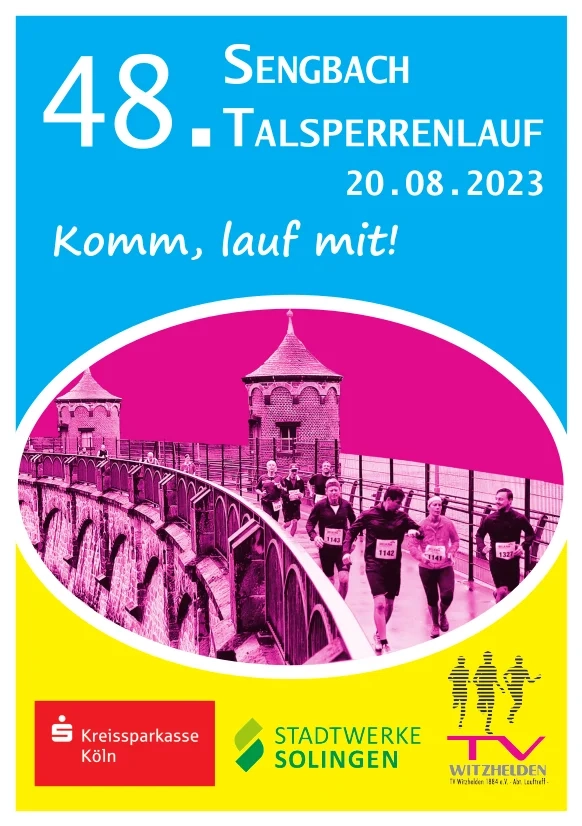 48. SENGBACH
TALSPERRENLAUF
20.08.2023
Komm, lauf mit!
1143
1142
1141
1327
Kreissparkasse
Köln
STADTWERKE
SOLINGEN
TV
WITZHELDEN
TV Witzhelden 1884 e.V. - Abt. Lauftreff -